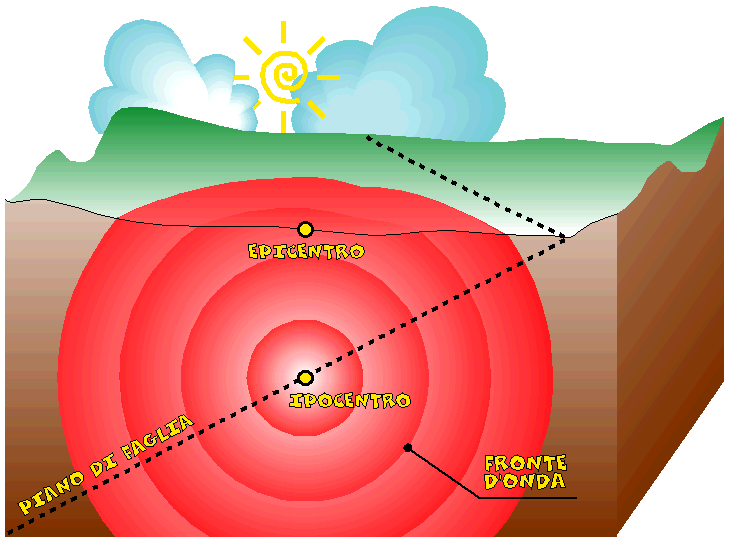 EPICENTRO
IPOCENTRO
PIANO DI FAGLIA
FRONTE
D'ONDA